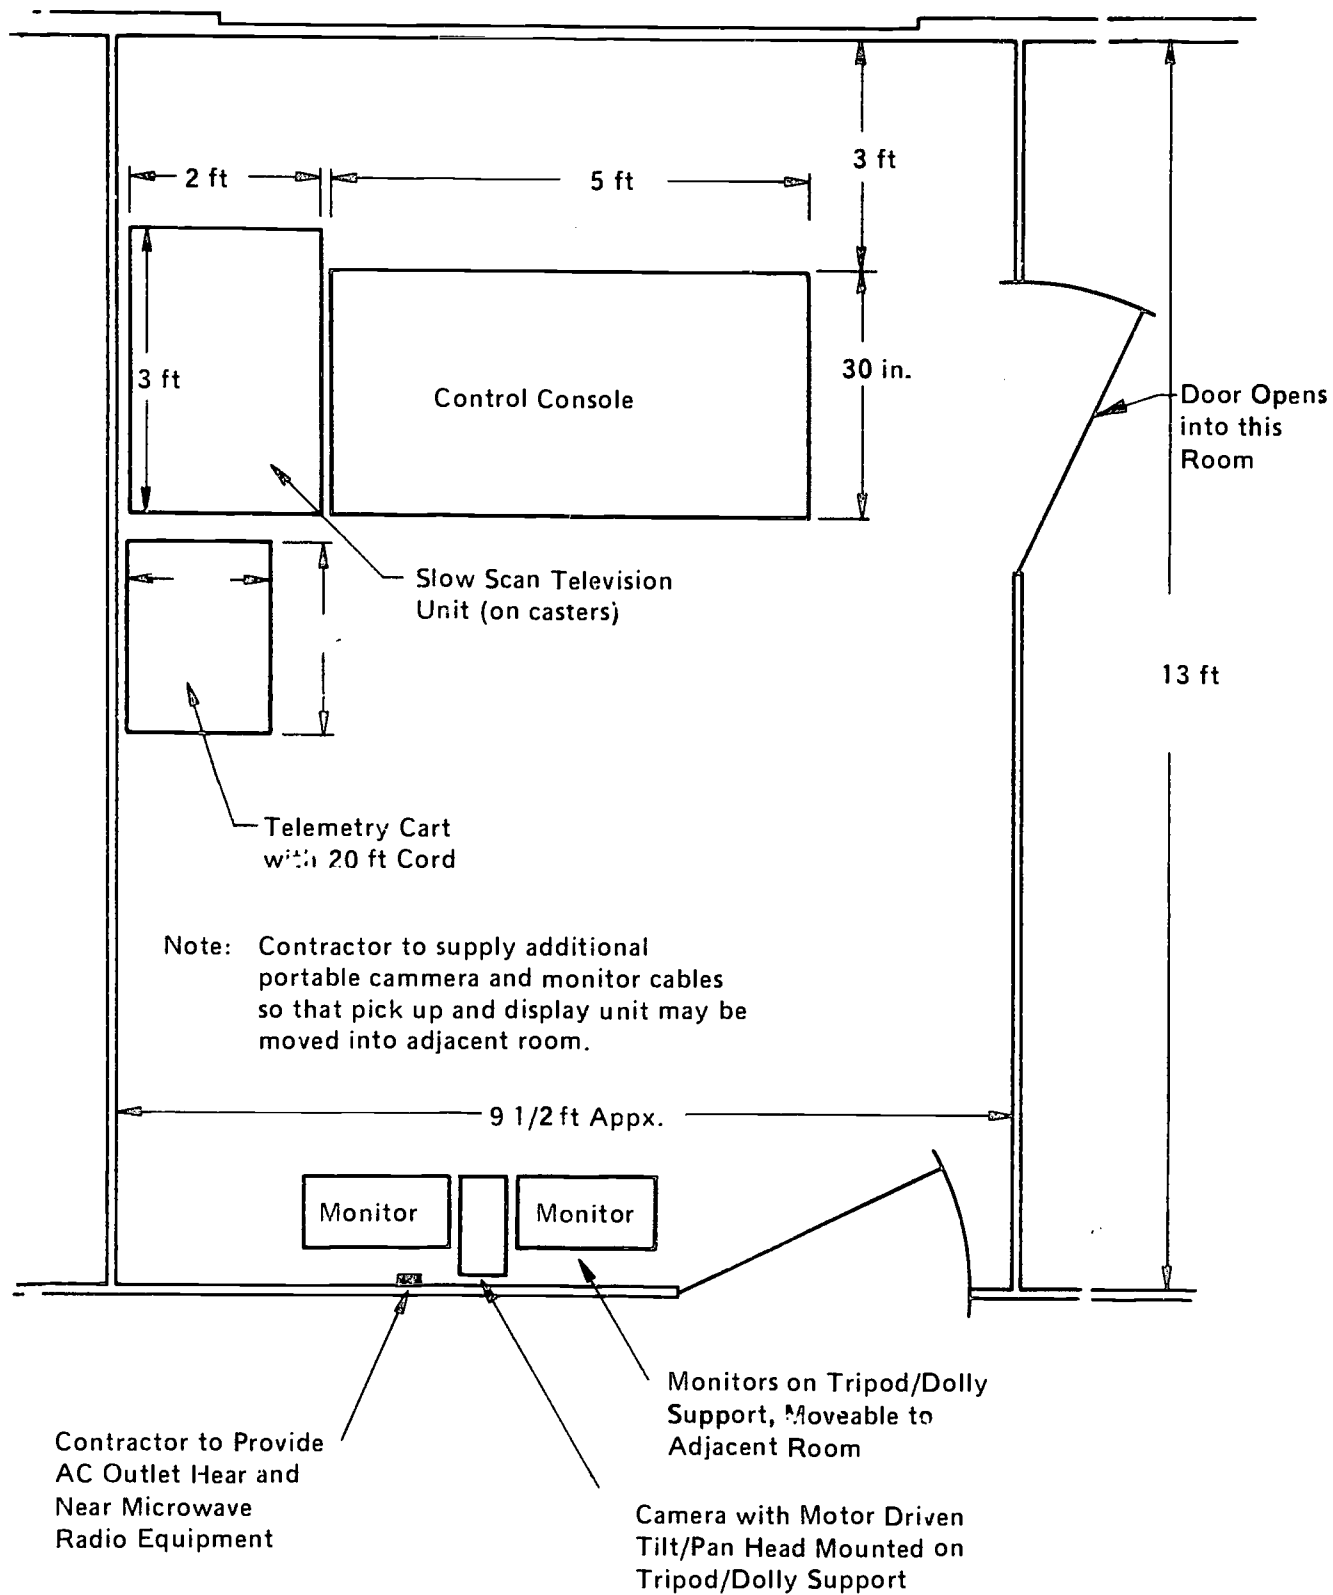 2 ft
5 ft
3 ft
3 ft
30 in.
Control Console
Door Opens
into this
Room
Slow Scan Television
Unit (on casters)
13 ft
Telemetry Cart
with 20 ft Cord
Note: Contractor to supply additional
portable cammera and monitor cables
so that pick up and display unit may be
moved into adjacent room.
9 1/2 ft Appx.
Monitor
Monitor
Monitors on Tripod/Dolly
Support, Moveable to
Adjacent Room
Contractor to Provide
AC Outlet Hear and
Near Microwave
Radio Equipment
Camera with Motor Driven
Tilt/Pan Head Mounted on
Tripod/Dolly Support